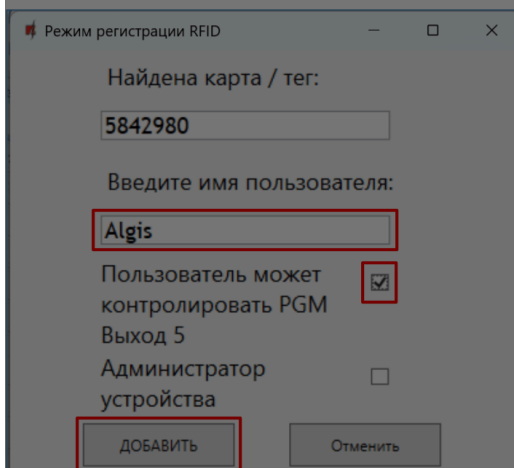 Режим регистрации RFID
Найдена карта / тег:
5842980
Введите имя пользователя:
Algis
Пользователь может
контролировать PGM
Выход 5
Администратор
устройства
ДОБАВИТЬ Отменить